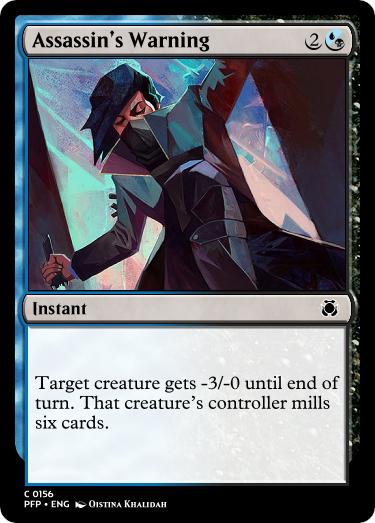 Assassin's Warning 2
Instant
Target creature gets -3/-0 until end of
turn. That creature's controller mills
six cards.
C 0156
PFP • ENG Oistina Khalidah